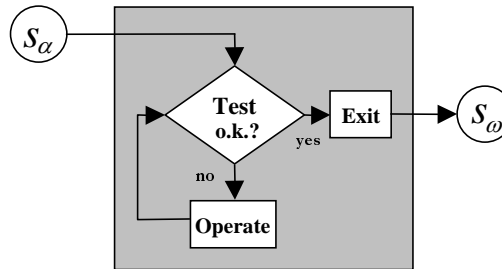 Sα
Test
o.k.?
yes
Exit
Sω
no
Operate